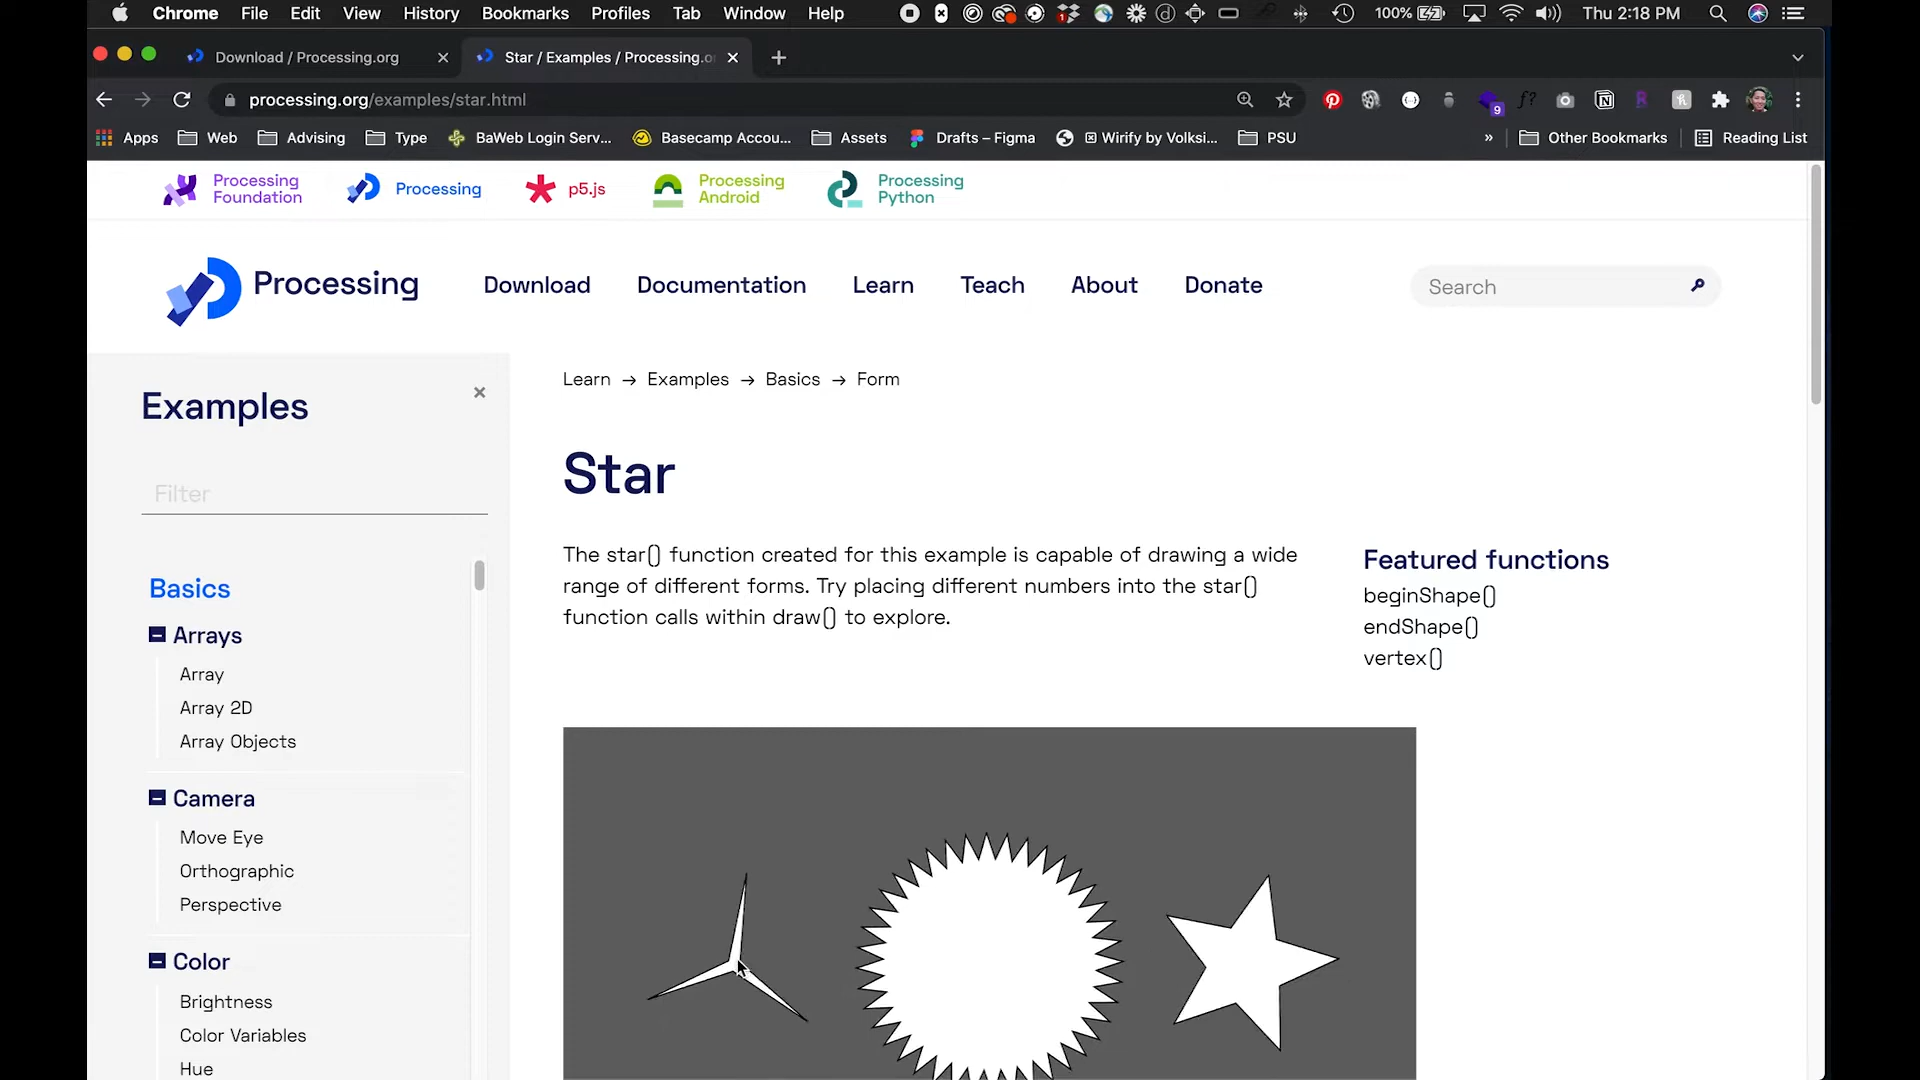 Chrome File Edit View History Bookmarks Profiles Tab Window Help 1 100% Thu 2:18 PM
Download / Processing.org Star / Examples / Processing.o
processing.org/examples/star.html f? 9
Apps Web Advising Type BaWeb Login Serv... Basecamp Accou... Assets Drafts – Figma Wirify by Volksi... PSU » Other Bookmarks Reading List
Processing
Foundation
Processing
p5.js
Processing
Android
Processing
Python
Processing Download Documentation Learn Teach About Donate Search
Learn → Examples → Basics → Form
Examples
Filter
Basics
Arrays
Array
Array 2D
Array Objects
Camera
Move Eye
Orthographic
Perspective
Color
Brightness
Color Variables
Hue
Star
The star() function created for this example is capable of drawing a wide
range of different forms. Try placing different numbers into the star()
function calls within draw() to explore.
Featured functions
beginShape()
endShape()
vertex()